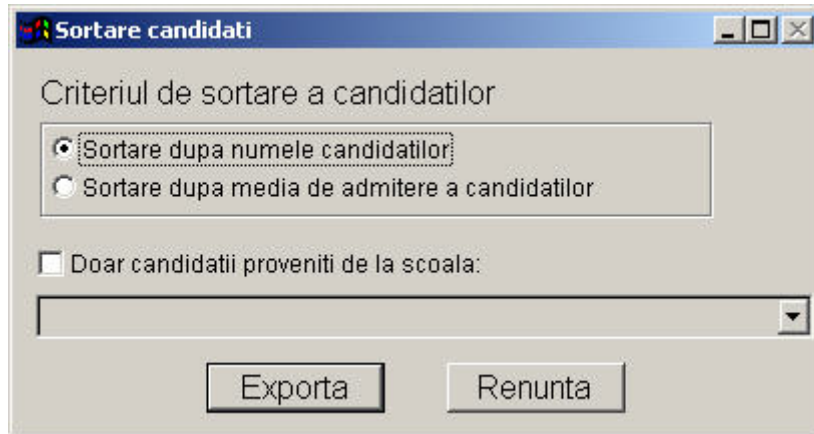 Sortare candidati
Criteriul de sortare a candidatilor
Sortare dupa numele candidatilor
Sortare dupa media de admitere a candidatilor
Doar candidatii proveniti de la scoala:
Exporta Renunta